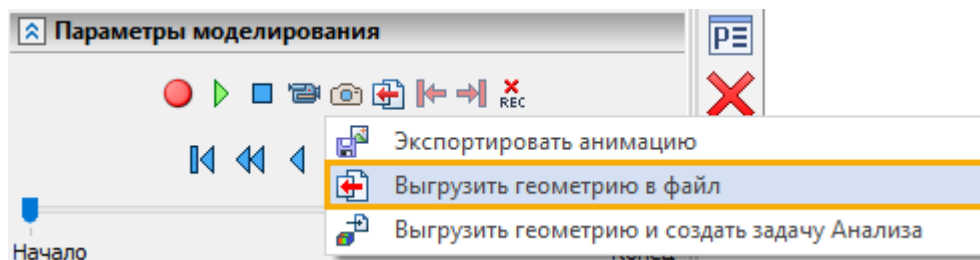 Параметры моделирования
REC
Экспортировать анимацию
Выгрузить геометрию в файл
Выгрузить геометрию и создать задачу Анализа
Начало